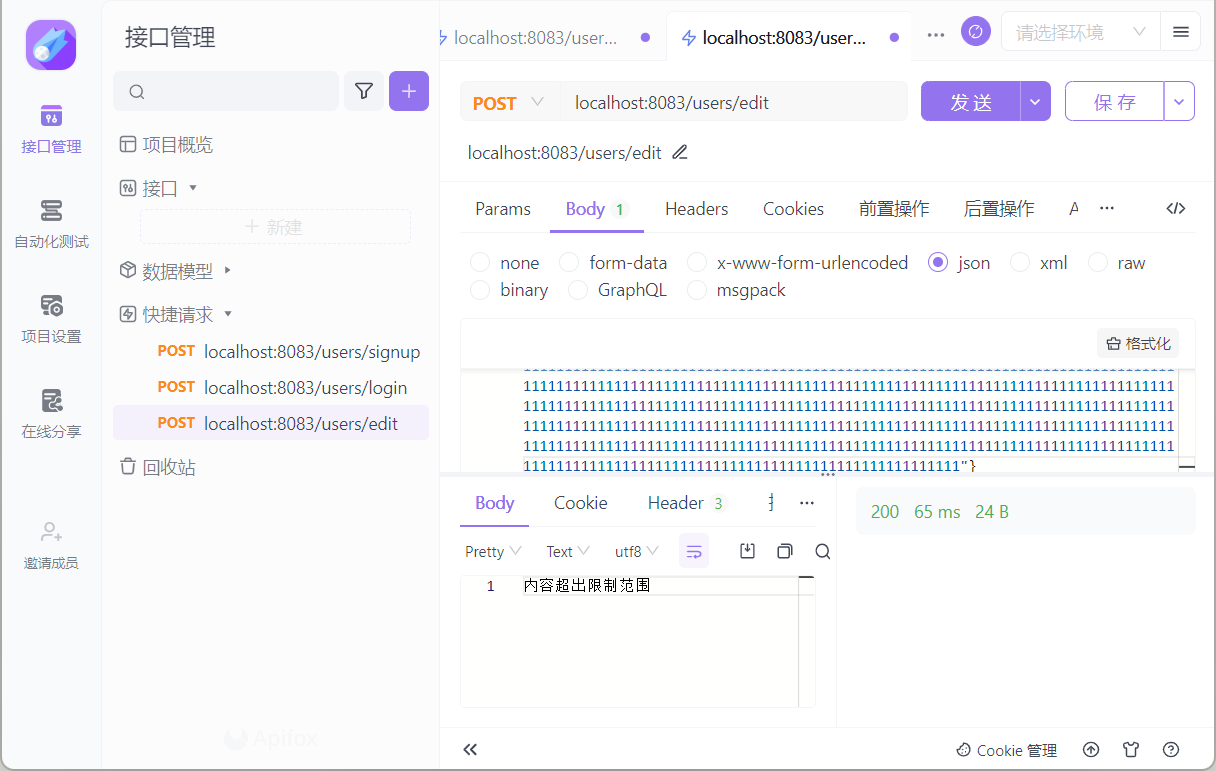 接口管理
localhost:8083/user...
localhost:8083/user...
请选择环境
POST
localhost:8083/users/edit
发 送
保 存
接口管理
项目概览
localhost:8083/users/edit
接口
新建
Params
Body 1
Headers
Cookies
前置操作
后置操作
A
自动化测试
数据模型
none
form-data
x-www-form-urlencoded
json
xml
raw
binary
GraphQL
msgpack
快捷请求
项目设置
POST localhost:8083/users/signup
格式化
POST localhost:8083/users/login
POST localhost:8083/users/edit
在线分享
回收站
"}
Body
Cookie
Header 3
200 65 ms 24 B
Pretty
Text
utf8
邀请成员
1 内容超出限制范围
Apifox
Cookie 管理